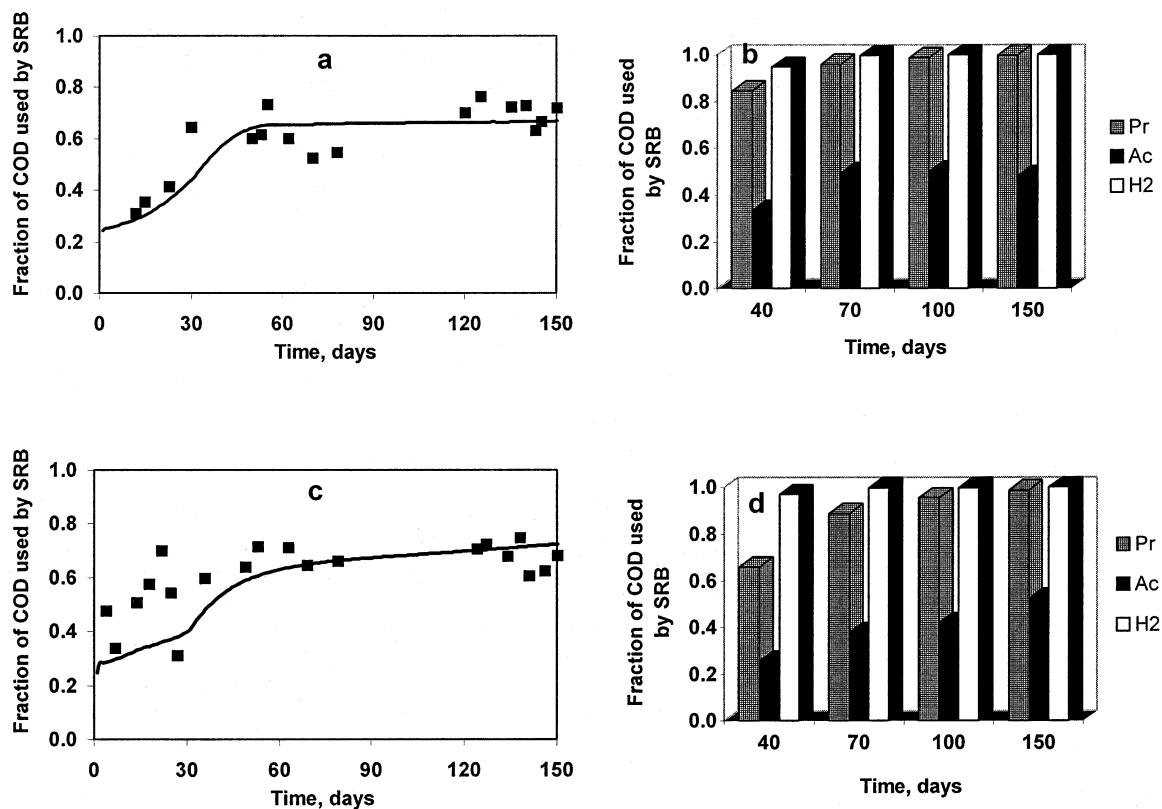 Fraction of COD used by SRB
1.0
0.8
0.6
0.4
0.2
0.0
a
0 30 60 90 120 150
Time, days
Fraction of COD used
by SRB
1.0
0.8
0.6
0.4
0.2
0.0
b
40 70 100 150
Time, days
Pr
Ac
H2
Fraction of COD used by SRB
1.0
0.8
0.6
0.4
0.2
0.0
c
0 30 60 90 120 150
Time, days
Fraction of COD used
by SRB
1.0
0.8
0.6
0.4
0.2
0.0
d
40 70 100 150
Time, days
Pr
Ac
H2